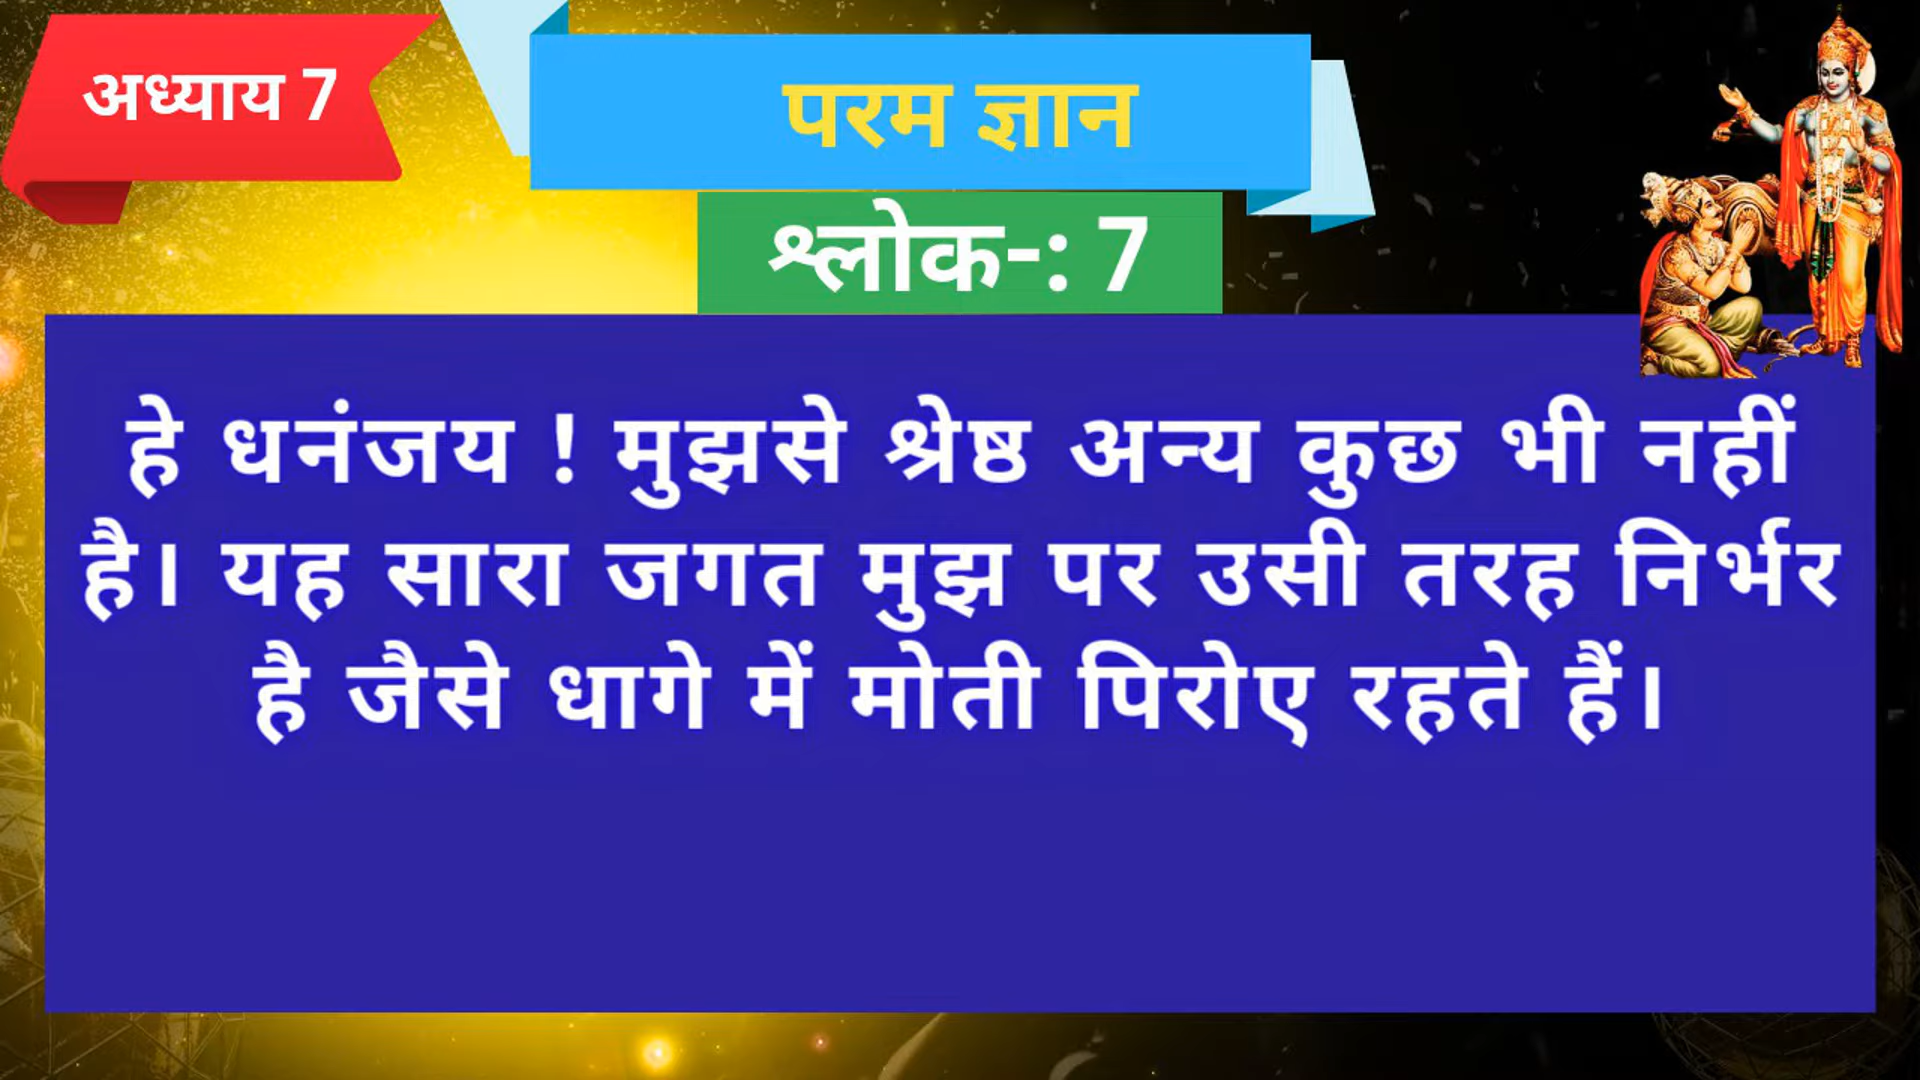 अध्याय 7
परम ज्ञान
श्लोक-: 7
हे धनंजय ! मुझसे श्रेष्ठ अन्य कुछ भी नहीं
है। यह सारा जगत मुझ पर उसी तरह निर्भर
है जैसे धागे में मोती पिरोए रहते हैं।